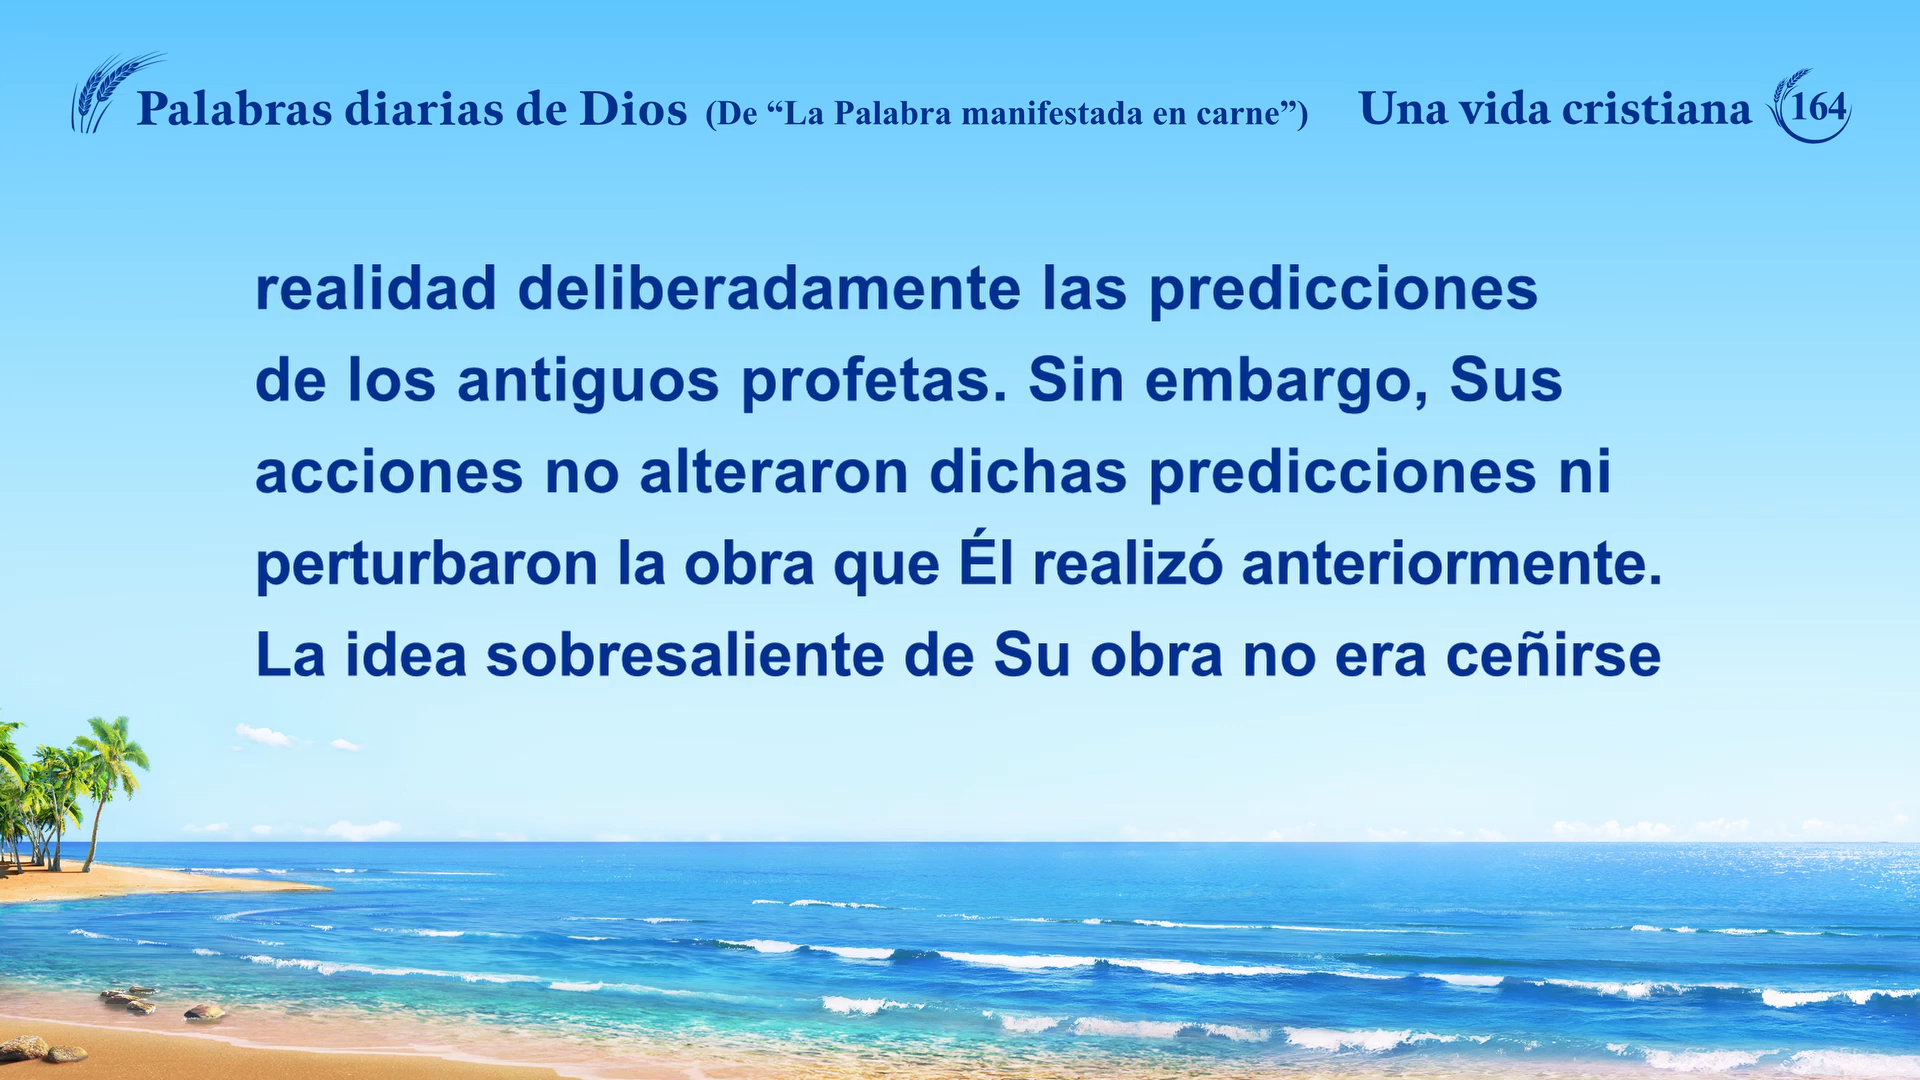 Palabras diarias de Dios (De “La Palabra manifestada en carne”) Una vida cristiana 164
realidad deliberadamente las predicciones
de los antiguos profetas. Sin embargo, Sus
acciones no alteraron dichas predicciones ni
perturbaron la obra que Él realizó anteriormente.
La idea sobresaliente de Su obra no era ceñirse